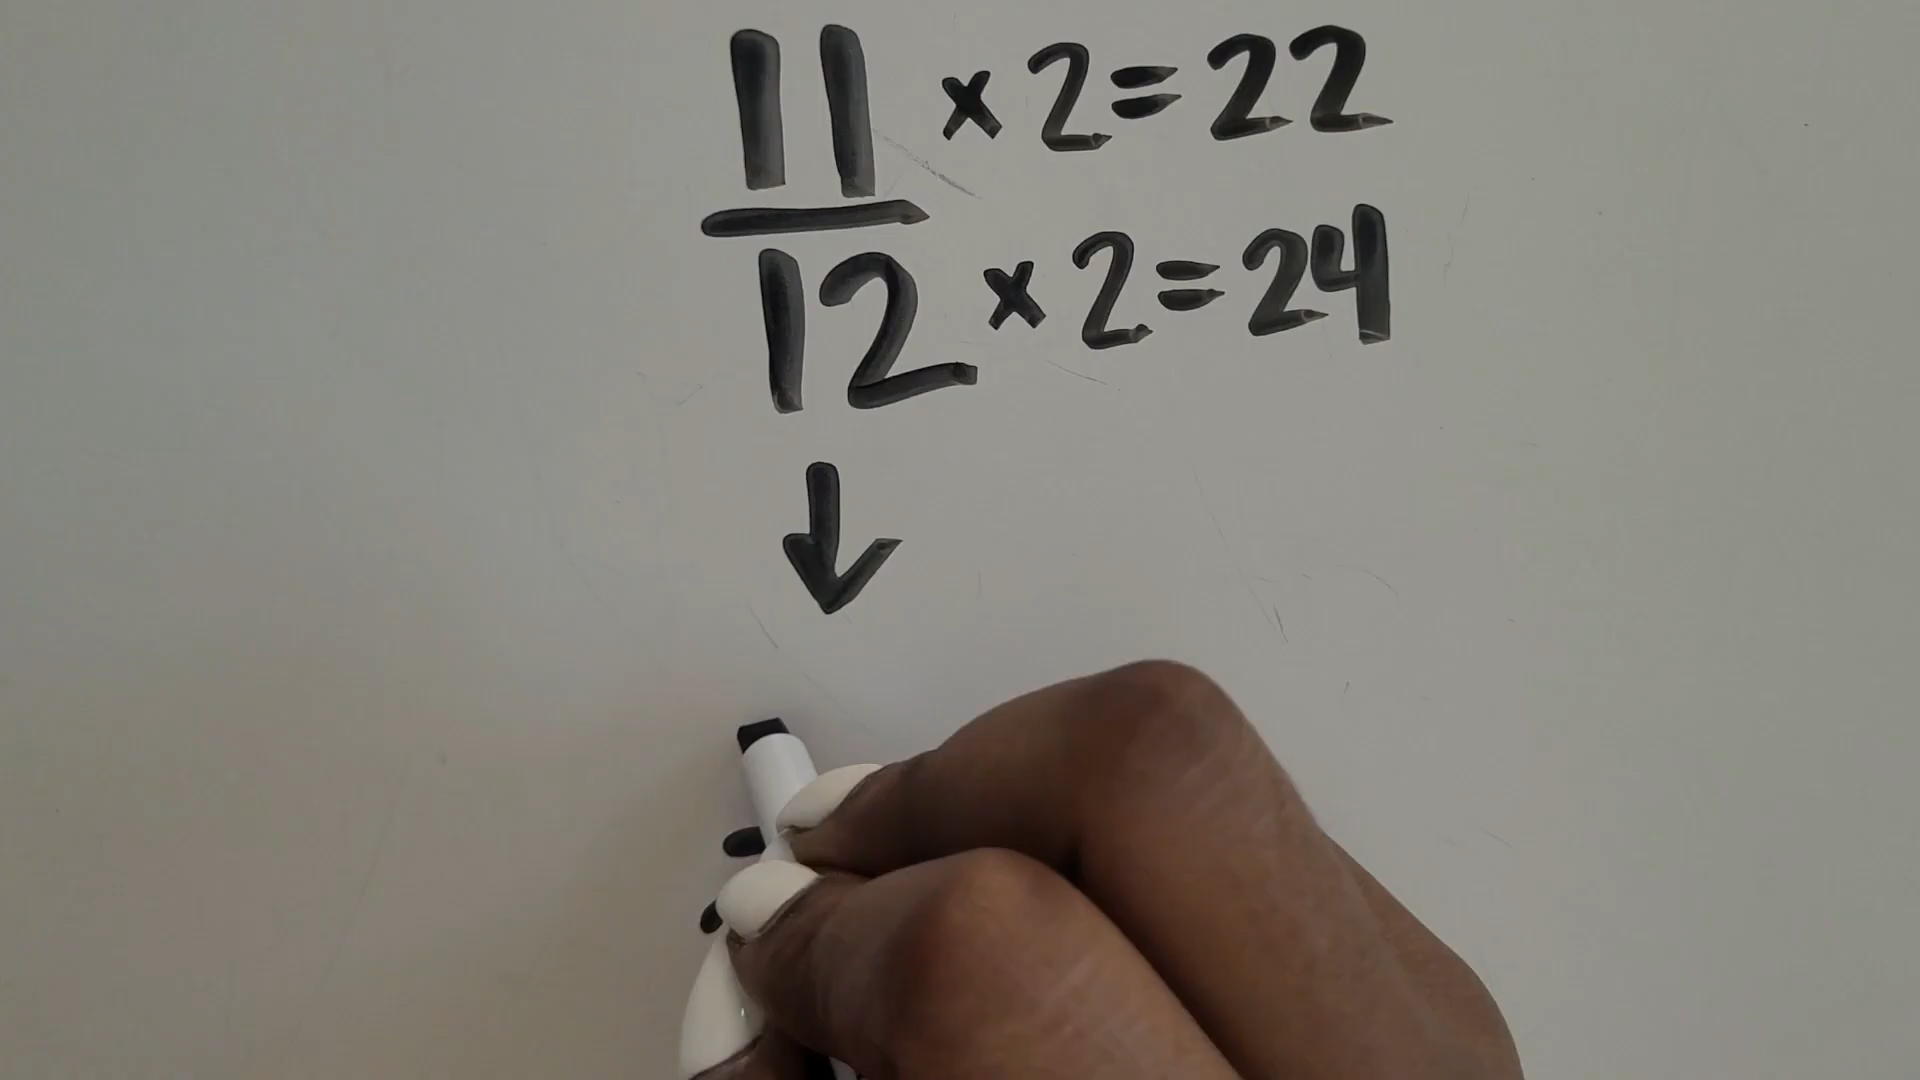 11 × 2 = 22
12 × 2 = 24